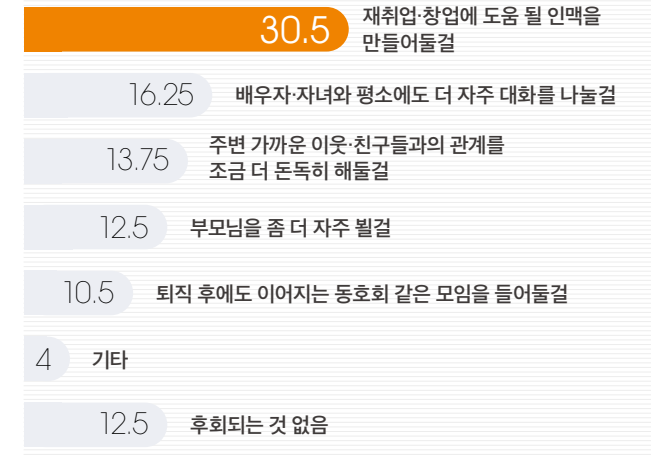 30.5 재취업·창업에 도움 될 인맥을
만들어둘걸
16.25 배우자·자녀와 평소에도 더 자주 대화를 나눌걸
13.75 주변 가까운 이웃·친구들과의 관계를
조금 더 돈독히 해둘걸
12.5 부모님을 좀 더 자주 뵐걸
10.5 퇴직 후에도 이어지는 동호회 같은 모임을 들어둘걸
4 기타
12.5 후회되는 것 없음